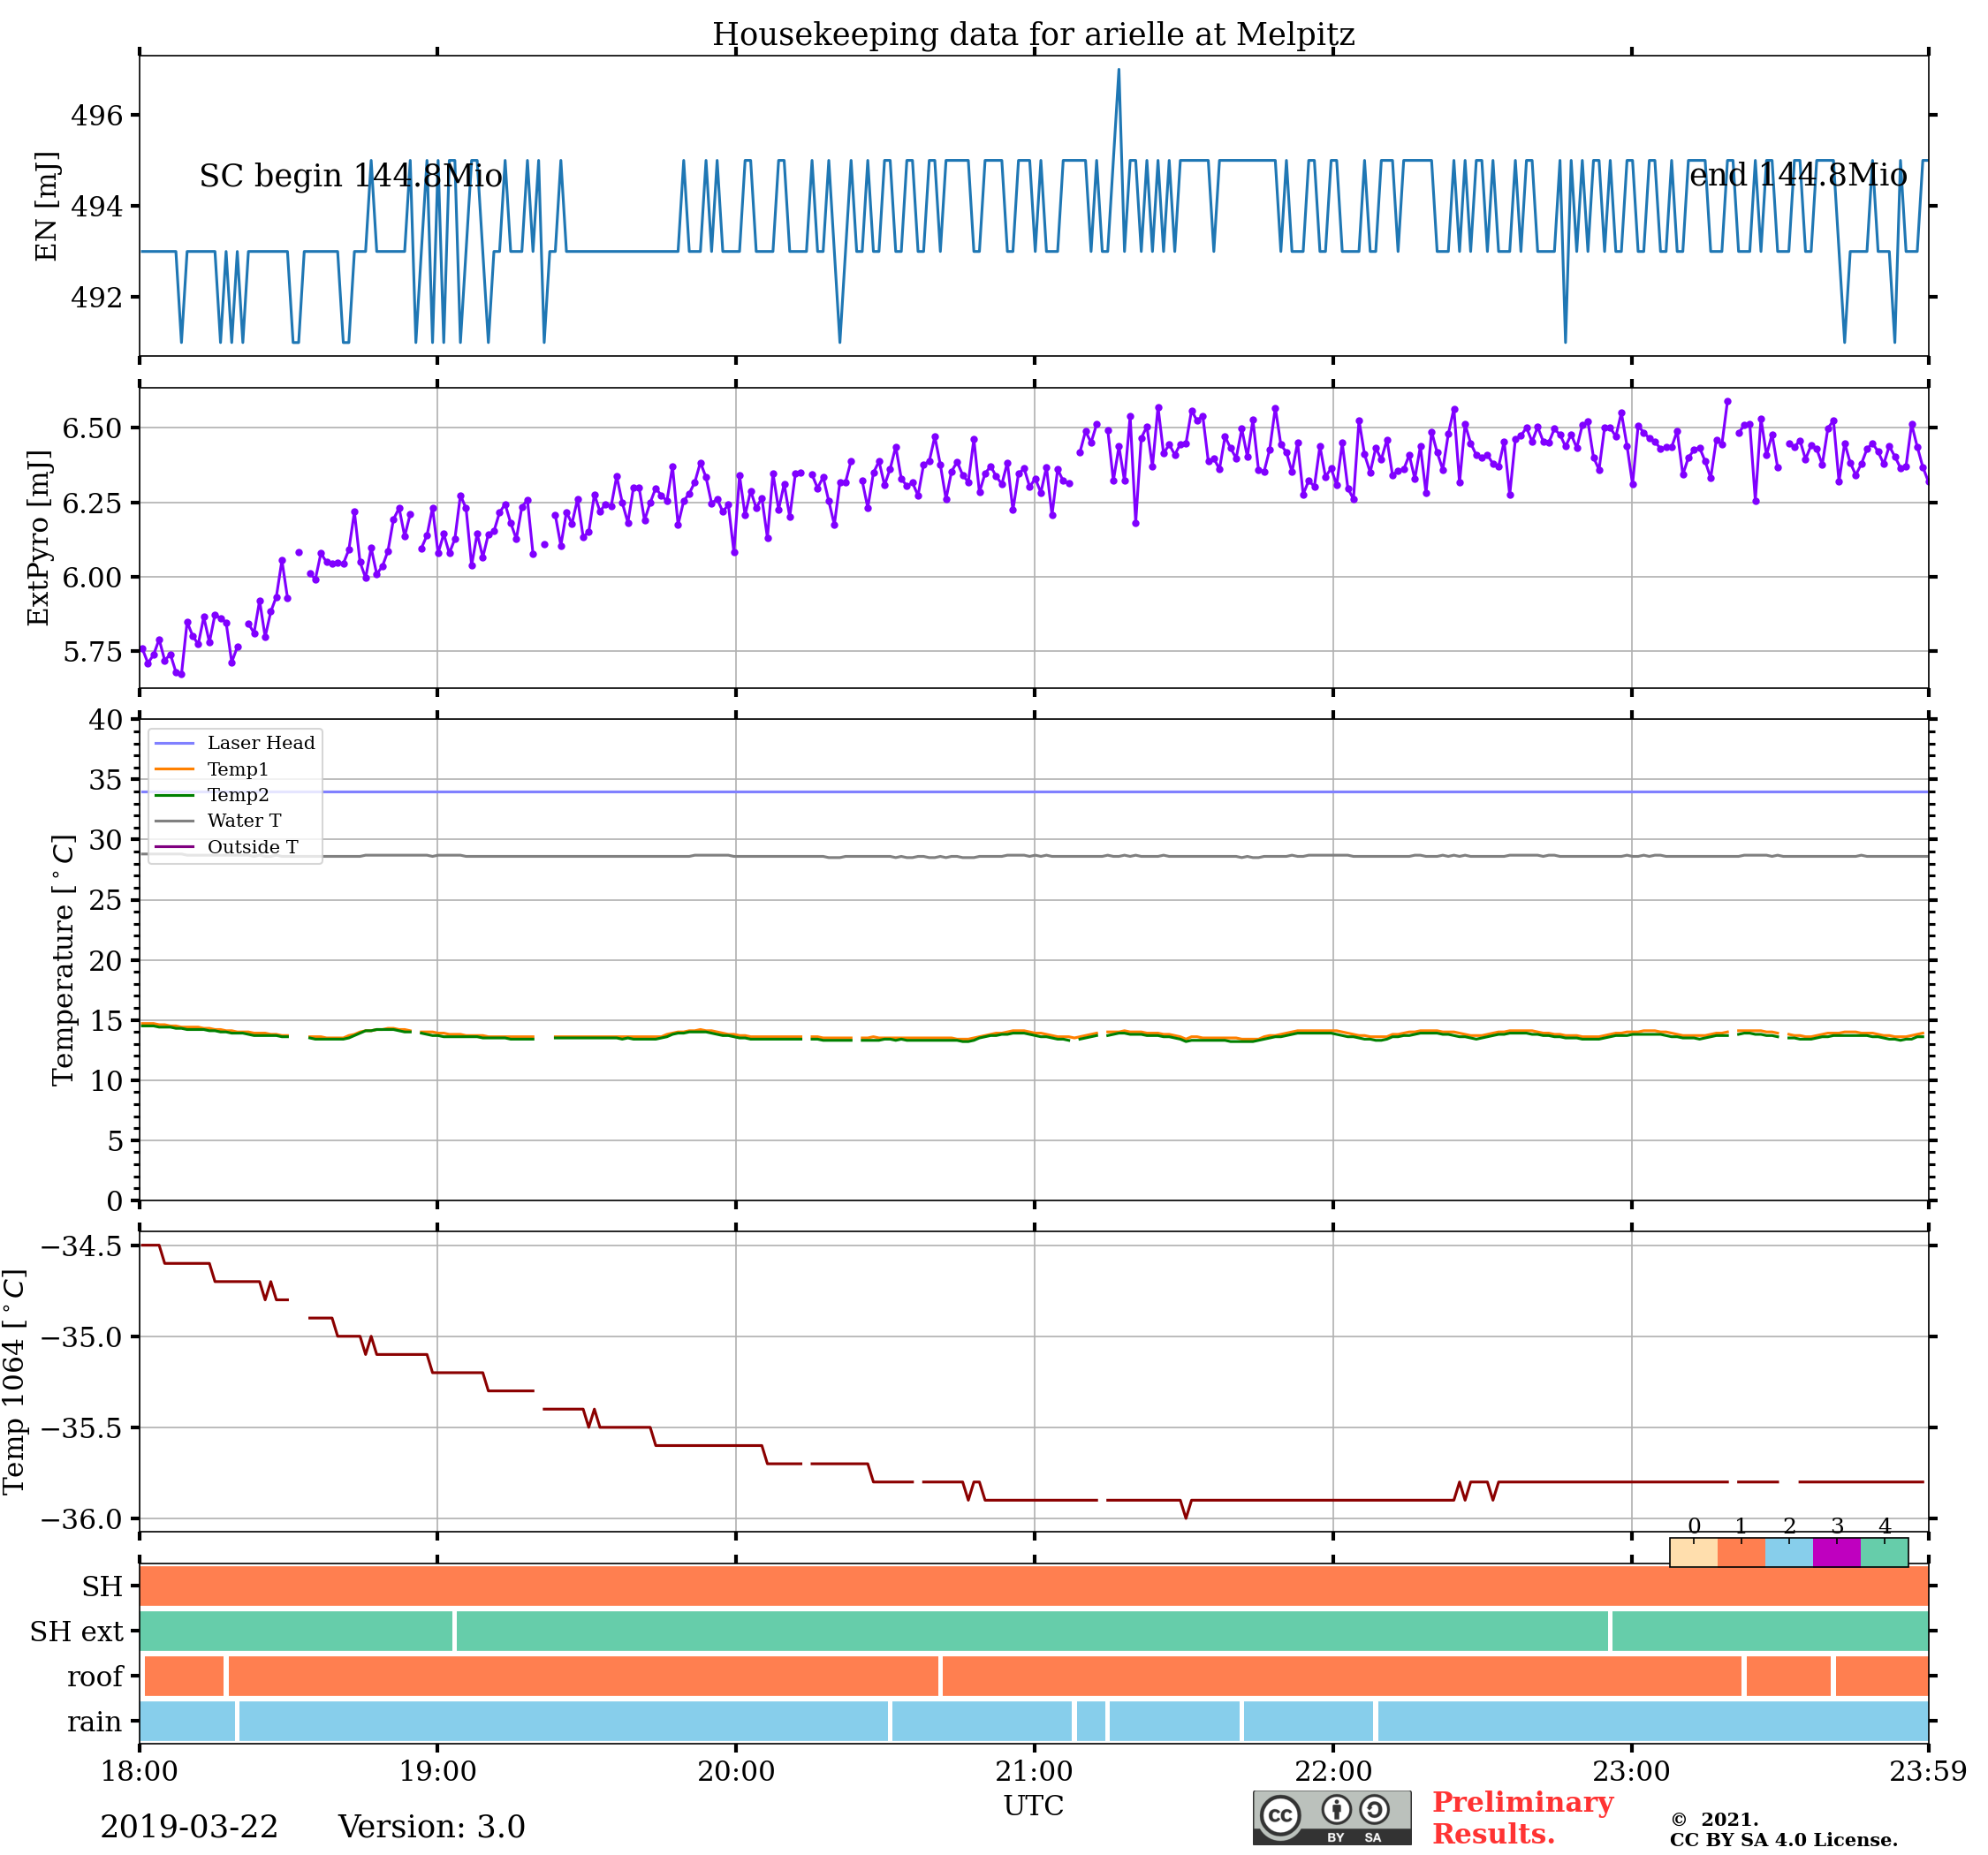 Housekeeping data for arielle at Melpitz
EN [mJ]
496
494
492
SC begin 144.8Mio
end 144.8Mio
ExtPyro [mJ]
6.50
6.25
6.00
5.75
Temperature [°C]
40
35
30
25
20
15
10
5
0
Laser Head
Temp1
Temp2
Water T
Outside T
Temp 1064 [°C]
−34.5
−35.0
−35.5
−36.0
0 1 2 3 4
SH
SH ext
roof
rain
18:00 19:00 20:00 21:00 22:00 23:00 23:59
UTC
2019-03-22 Version: 3.0
cc BY SA
Preliminary
Results.
© 2021.
CC BY SA 4.0 License.